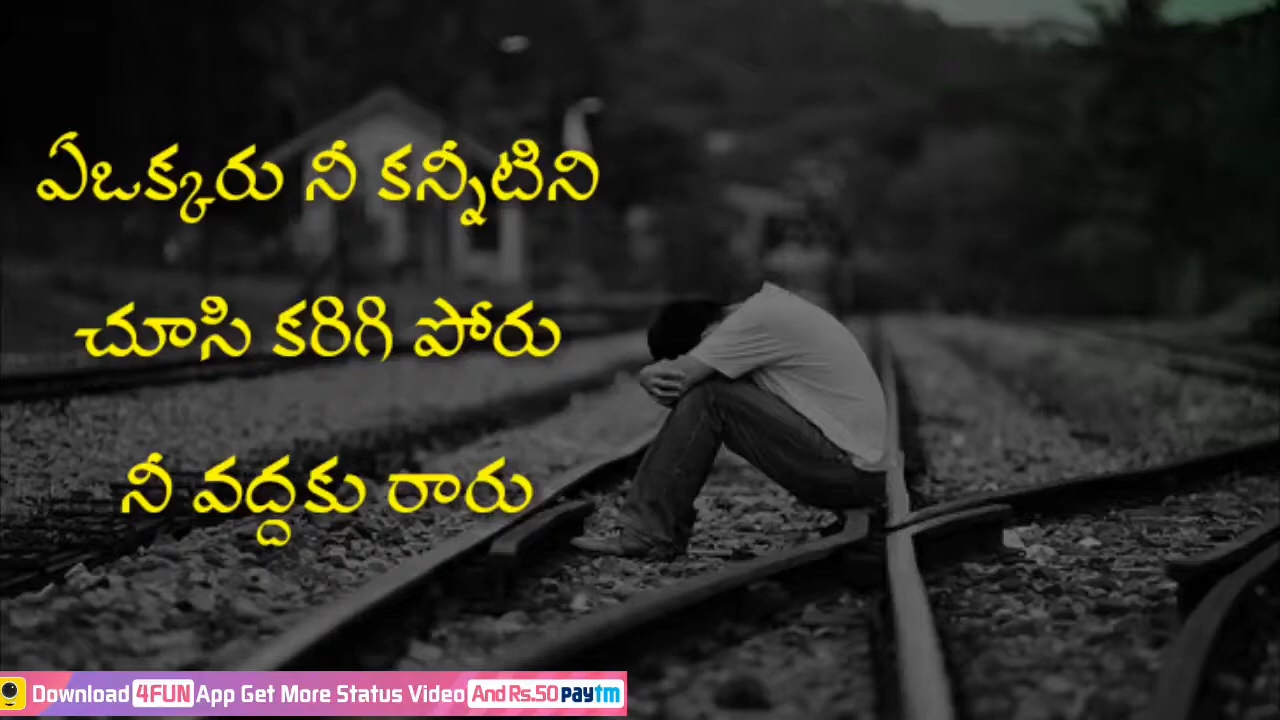 ఏఒక్కరు నీ కన్నీటిని
చూసి కరిగి పోరు
నీ వద్దకు రారు
Download 4FUN App Get More Status Video And Rs.50 paytm